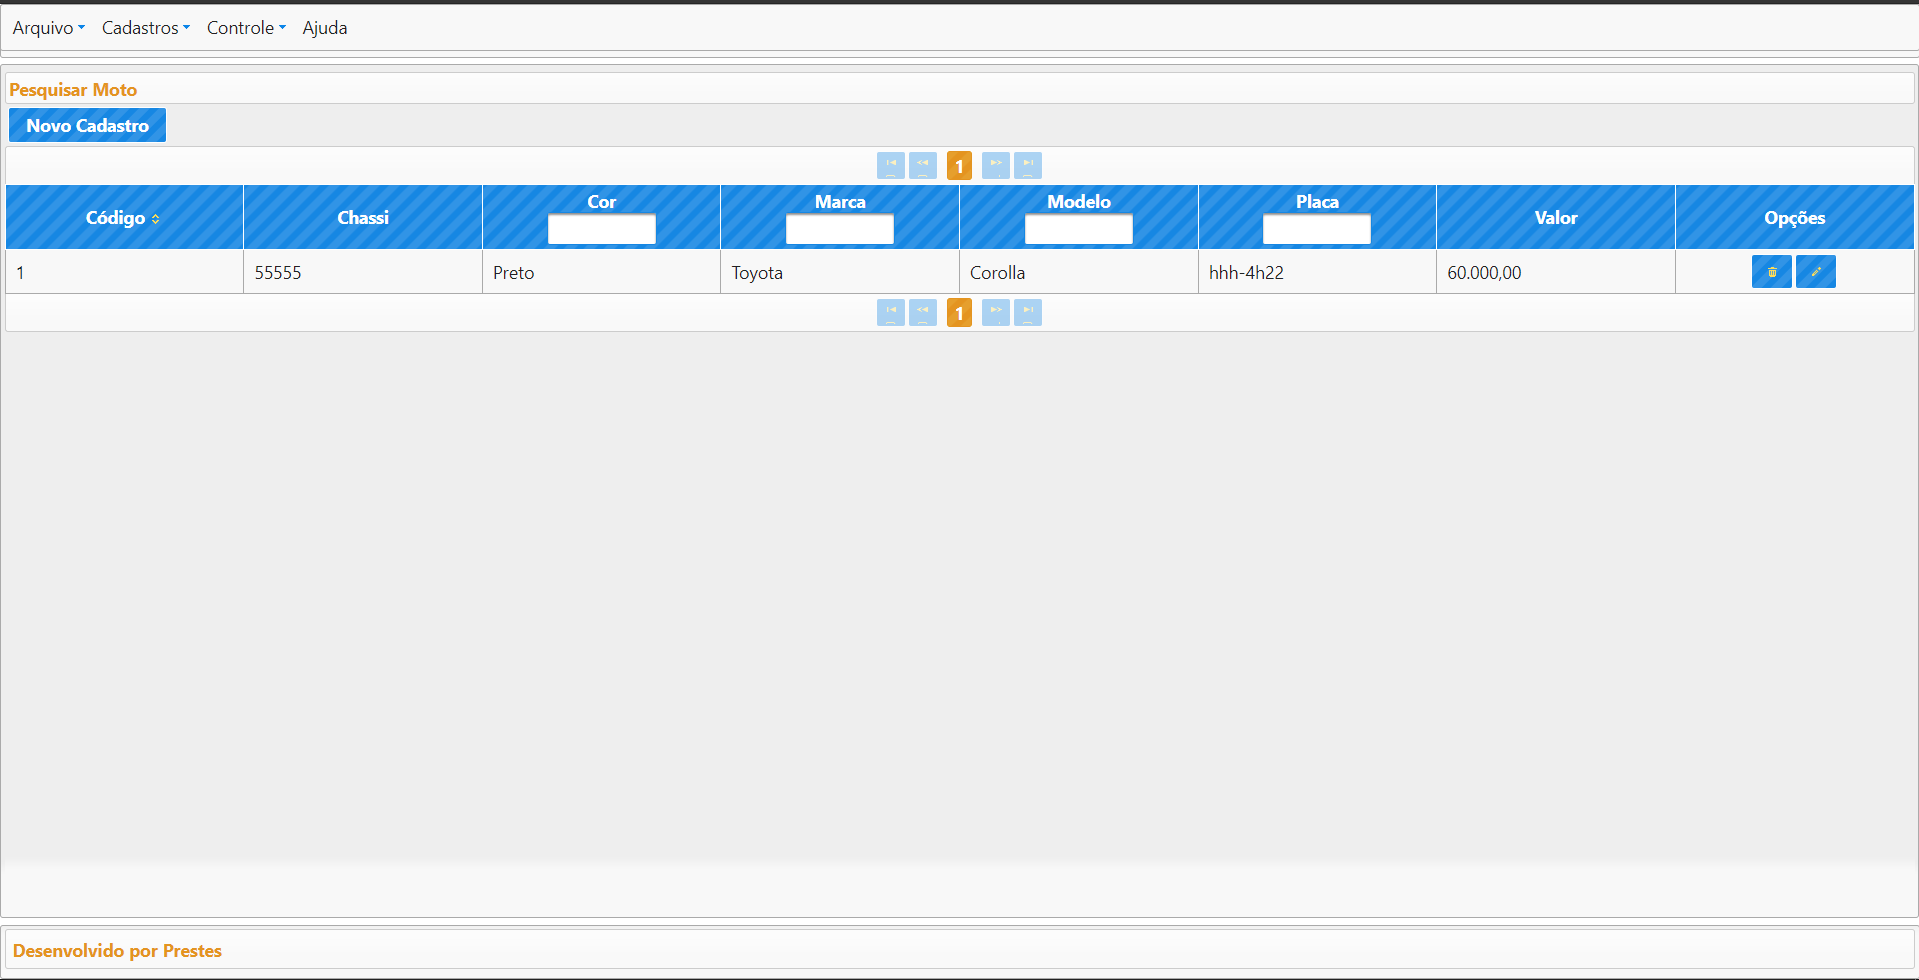 Arquivo Cadastros Controle Ajuda
Pesquisar Moto
Novo Cadastro
1
Código Chassi Cor Marca Modelo Placa Valor Opções
1 55555 Preto Toyota Corolla hhh-4h22 60.000,00
1
Desenvolvido por Prestes